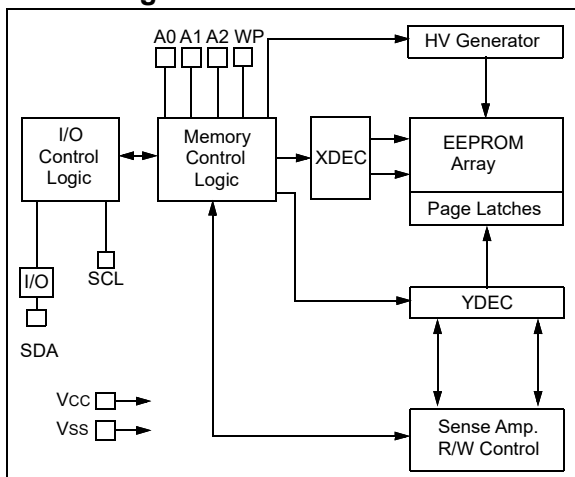 A0 A1 A2 WP
HV Generator
I/O
Control
Logic
Memory
Control
Logic
XDEC
EEPROM
Array
Page Latches
I/O
SCL
SDA
YDEC
Vcc
Vss
Sense Amp.
R/W Control